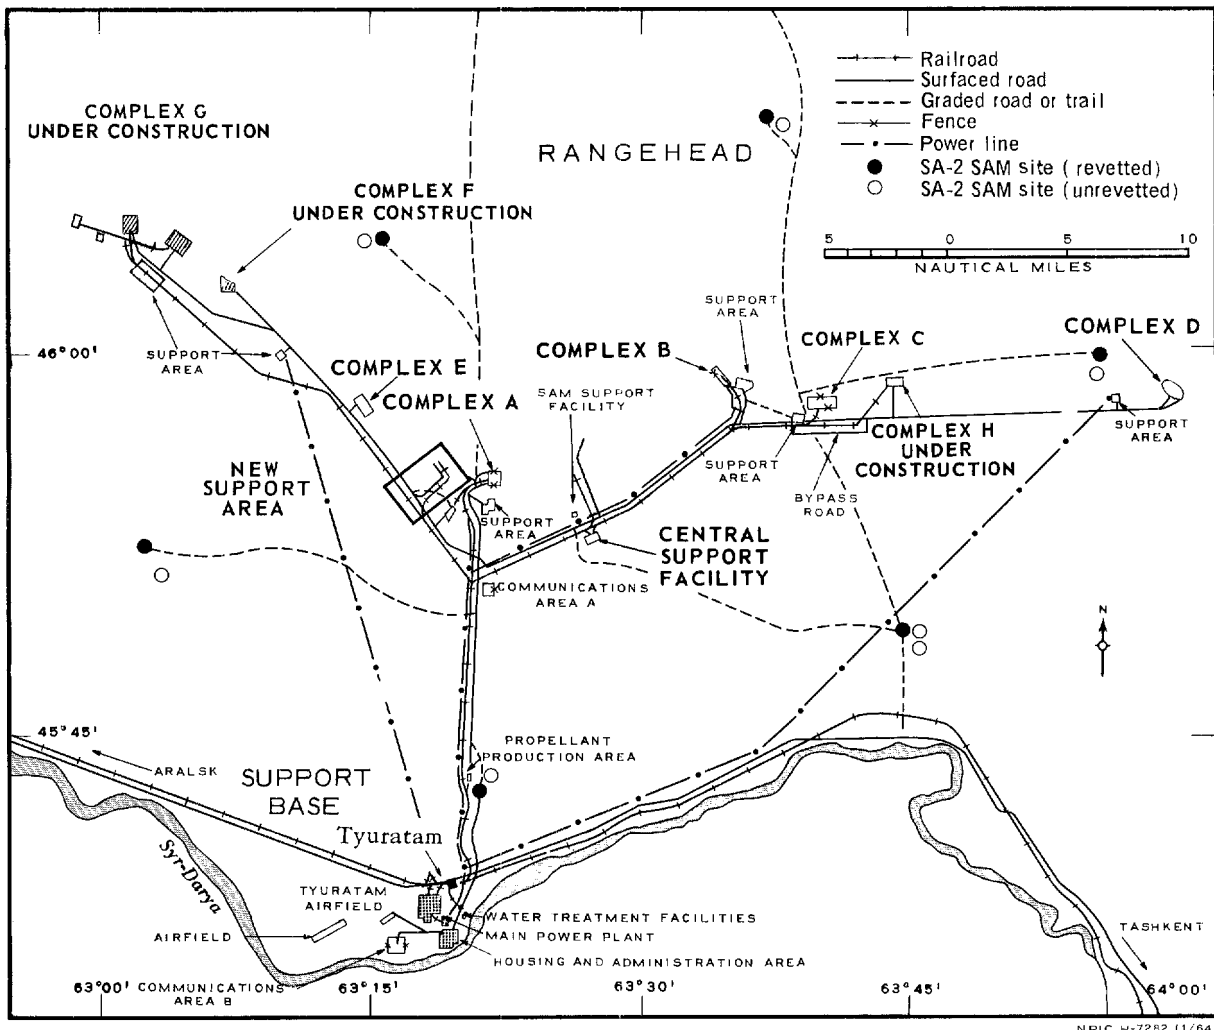 COMPLEX G
UNDER CONSTRUCTION
RANGEHEAD
Railroad
Surfaced road
Graded road or trail
Fence
Power line
SA-2 SAM site (revetted)
SA-2 SAM site (unrevetted)
COMPLEX F
UNDER CONSTRUCTION
5 0 5 10
NAUTICAL MILES
SUPPORT
AREA
46°00'
SUPPORT
AREA
COMPLEX E
COMPLEX A
COMPLEX B
SAM SUPPORT
FACILITY
COMPLEX C
COMPLEX D
SUPPORT
AREA
SUPPORT
AREA
COMPLEX H
UNDER
CONSTRUCTION
BYPASS
ROAD
NEW
SUPPORT
AREA
SUPPORT
AREA
CENTRAL
SUPPORT
FACILITY
COMMUNICATIONS
AREA A
N
45°45'
ARALSK
SUPPORT
BASE
PROPELLANT
PRODUCTION AREA
Tyuratam
Syr-Darya
TYURATAM
AIRFIELD
AIRFIELD
WATER TREATMENT FACILITIES
MAIN POWER PLANT
HOUSING AND ADMINISTRATION AREA
TASHKENT
COMMUNICATIONS
AREA B
63°00' 63°15' 63°30' 63°45' 64°00'
NPIC H-7282 (1/64)